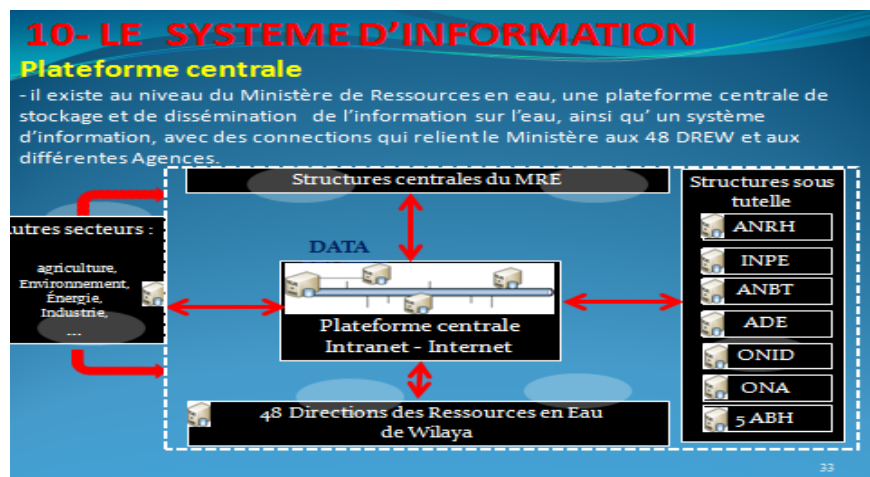 10- LE SYSTEME D'INFORMATION
Plateforme centrale
- il existe au niveau du Ministère de Ressources en eau, une plateforme centrale de
stockage et de dissémination de l'information sur l'eau, ainsi qu' un système
d'information, avec des connections qui relient le Ministère aux 48 DREW et aux
différentes Agences.
Structures centrales du MRE
Structures sous
tutelle
ANRH
INPE
ANBT
ADE
ONID
ONA
5 ABH
utres secteurs :
agriculture,
Environnement,
Énergie,
Industrie,
...
DATA
Plateforme centrale
Intranet - Internet
48 Directions des Ressources en Eau
de Wilaya
33